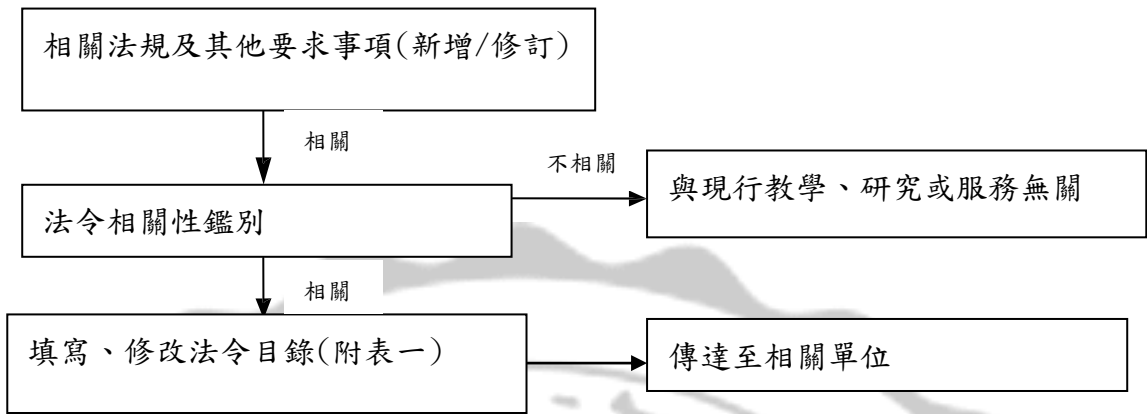 相關法規及其他要求事項(新增/修訂)
相關
不相關
與現行教學、研究或服務無關
法令相關性鑑別
相關
填寫、修改法令目錄(附表一)
傳達至相關單位